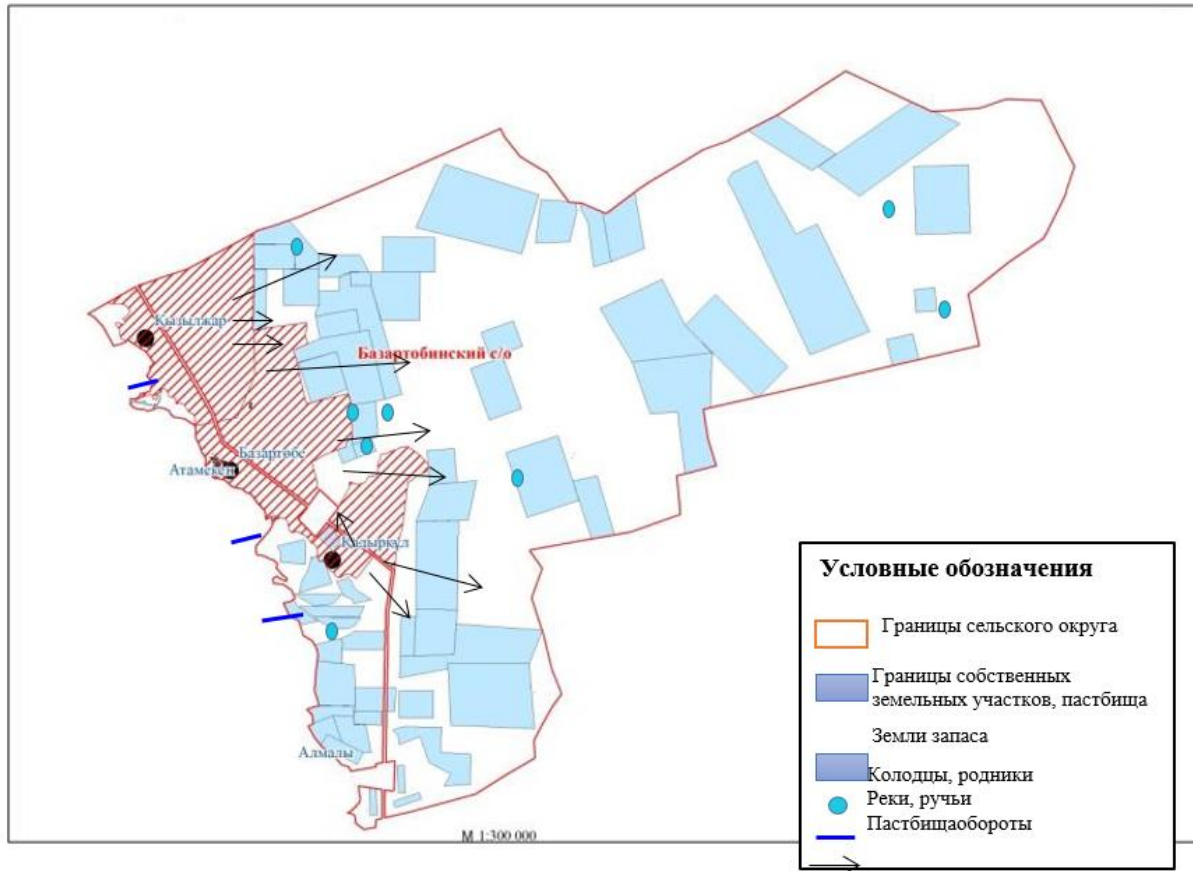 Кызылжар
Базартобинский с/о
Базартобе
Атамекен
Кадыркул
Алмалы
М 1:300 000
Условные обозначения
Границы сельского округа
Границы собственных
земельных участков, пастбища
Земли запаса
Колодцы, родники
Реки, ручьи
Пастбищаобороты